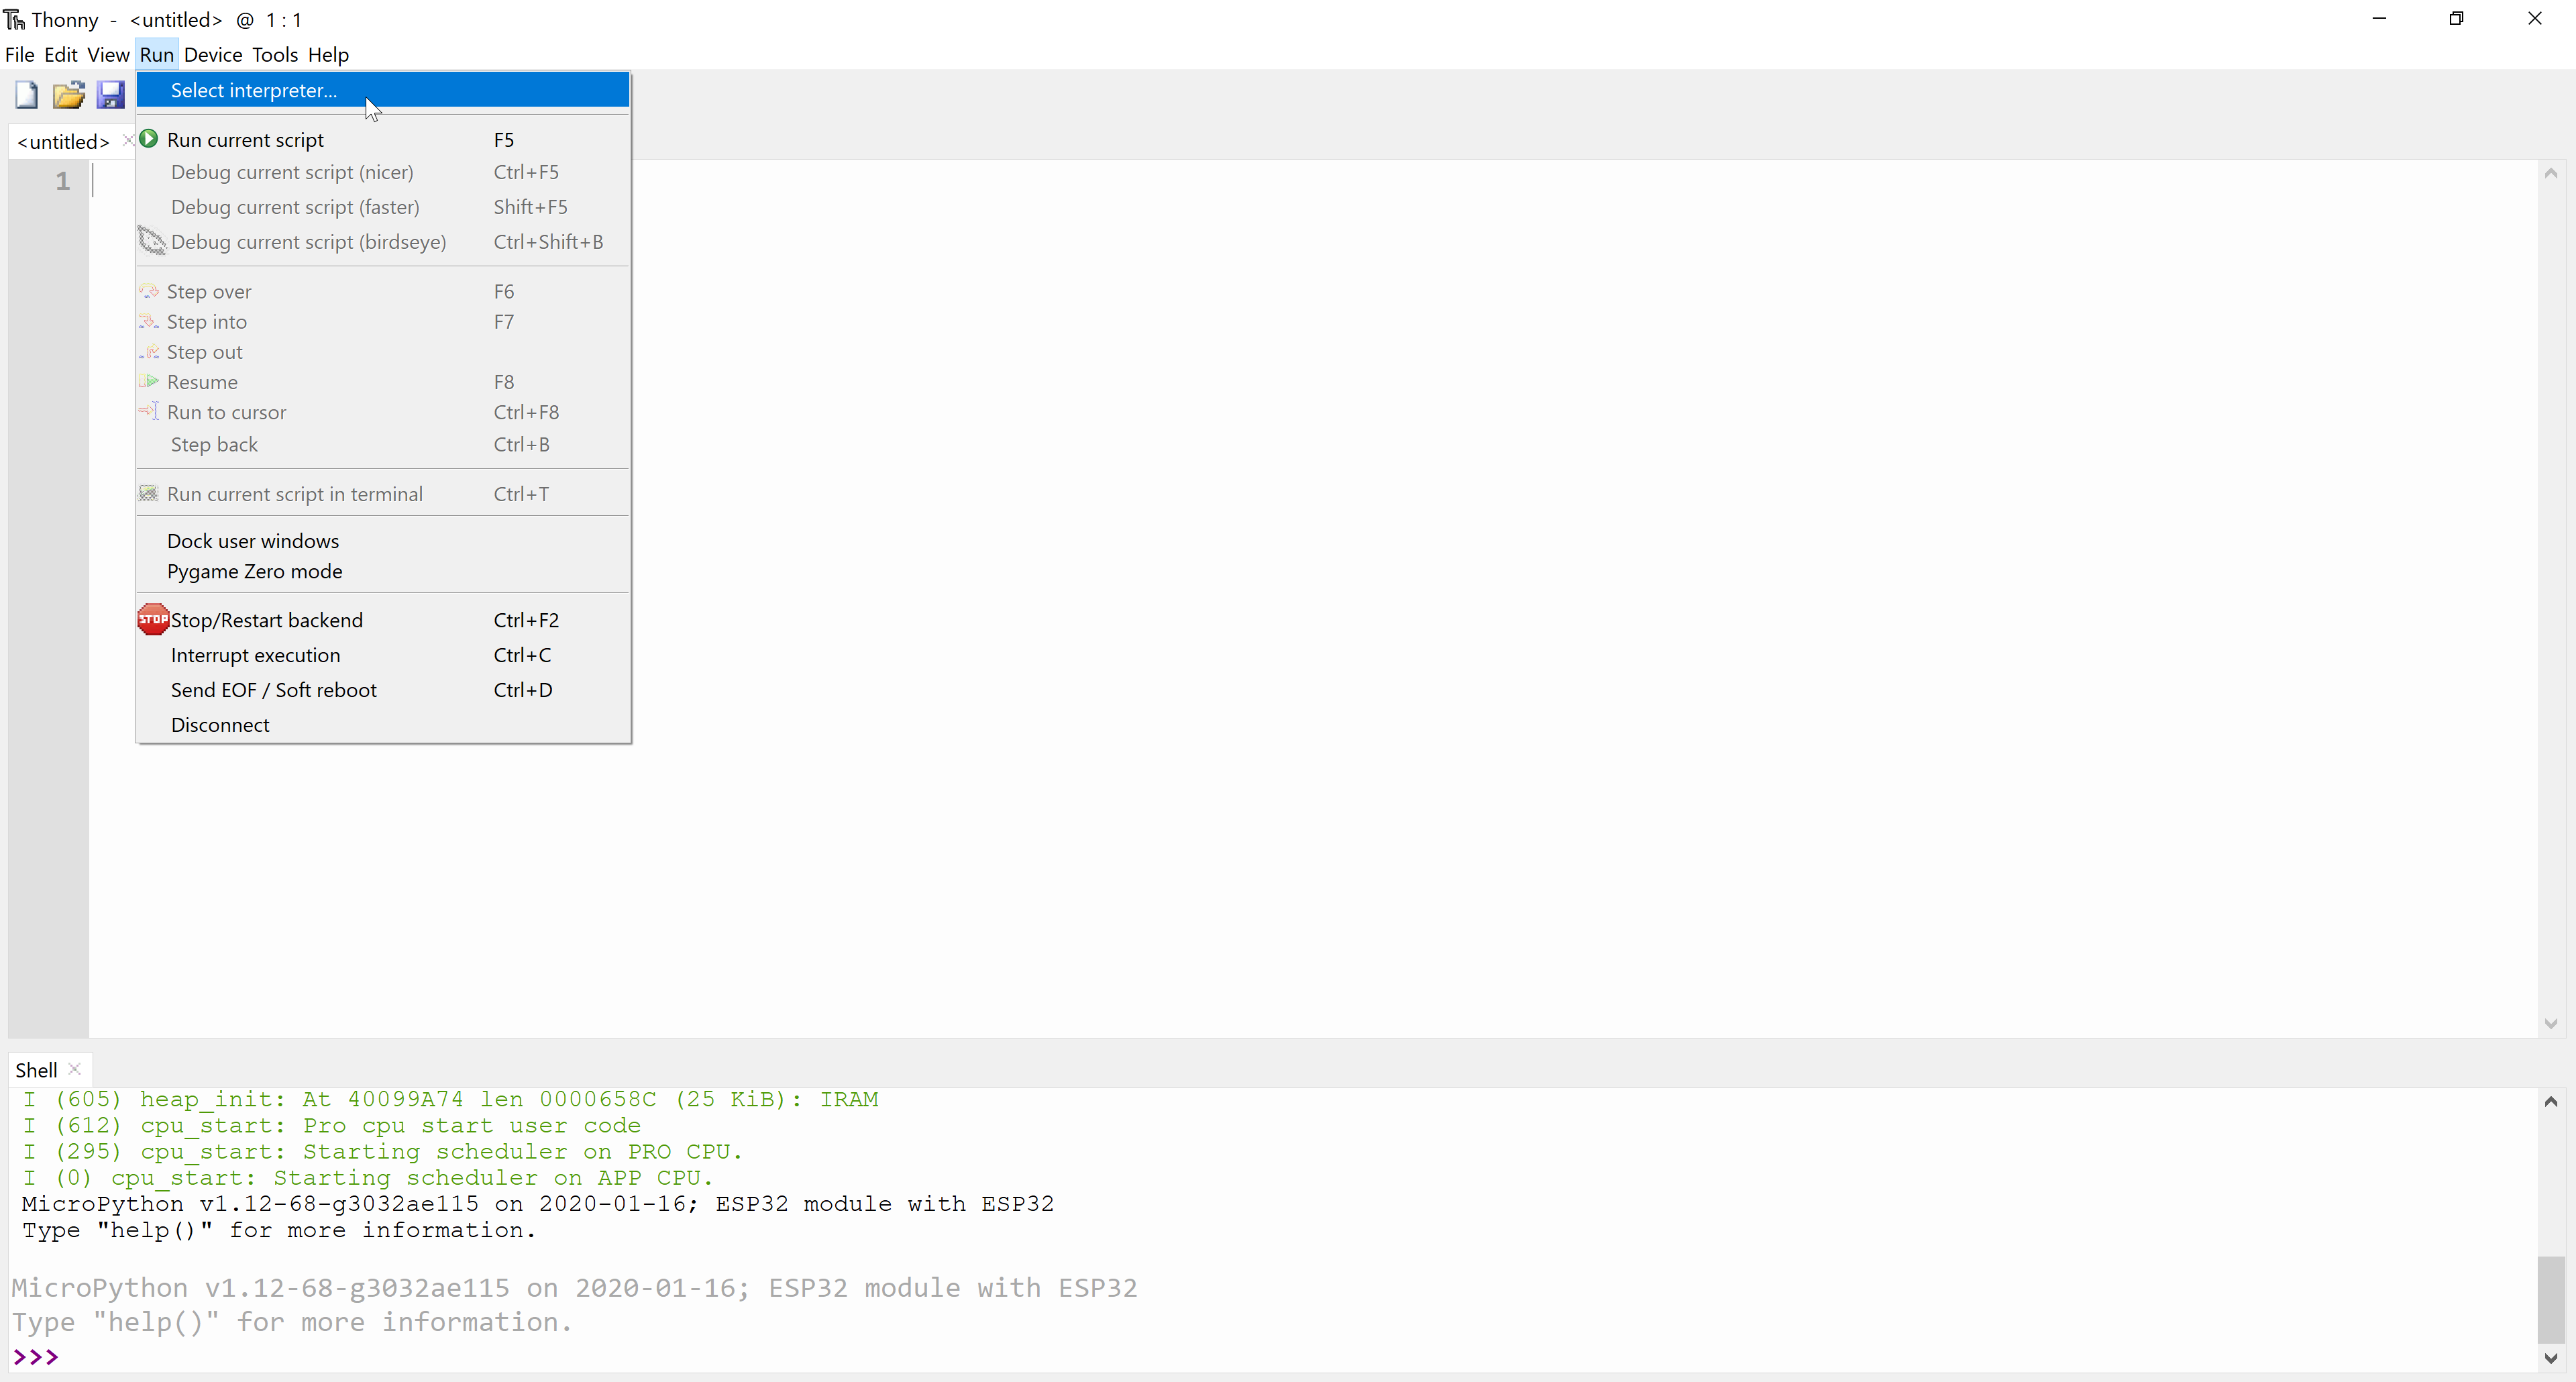 Thonny - <untitled> @ 1 : 1
File Edit View Run Device Tools Help
Select interpreter...
<untitled>
Run current script F5
Debug current script (nicer) Ctrl+F5
Debug current script (faster) Shift+F5
Debug current script (birdseye) Ctrl+Shift+B
Step over F6
Step into F7
Step out
Resume F8
Run to cursor Ctrl+F8
Step back Ctrl+B
Run current script in terminal Ctrl+T
Dock user windows
Pygame Zero mode
STOP Stop/Restart backend Ctrl+F2
Interrupt execution Ctrl+C
Send EOF / Soft reboot Ctrl+D
Disconnect
1
Shell
I (605) heap_init: At 40099A74 len 0000658C (25 KiB): IRAM
I (612) cpu_start: Pro cpu start user code
I (295) cpu_start: Starting scheduler on PRO CPU.
I (0) cpu_start: Starting scheduler on APP CPU.
MicroPython v1.12-68-g3032ae115 on 2020-01-16; ESP32 module with ESP32
Type "help()" for more information.
MicroPython v1.12-68-g3032ae115 on 2020-01-16; ESP32 module with ESP32
Type "help()" for more information.
>>>